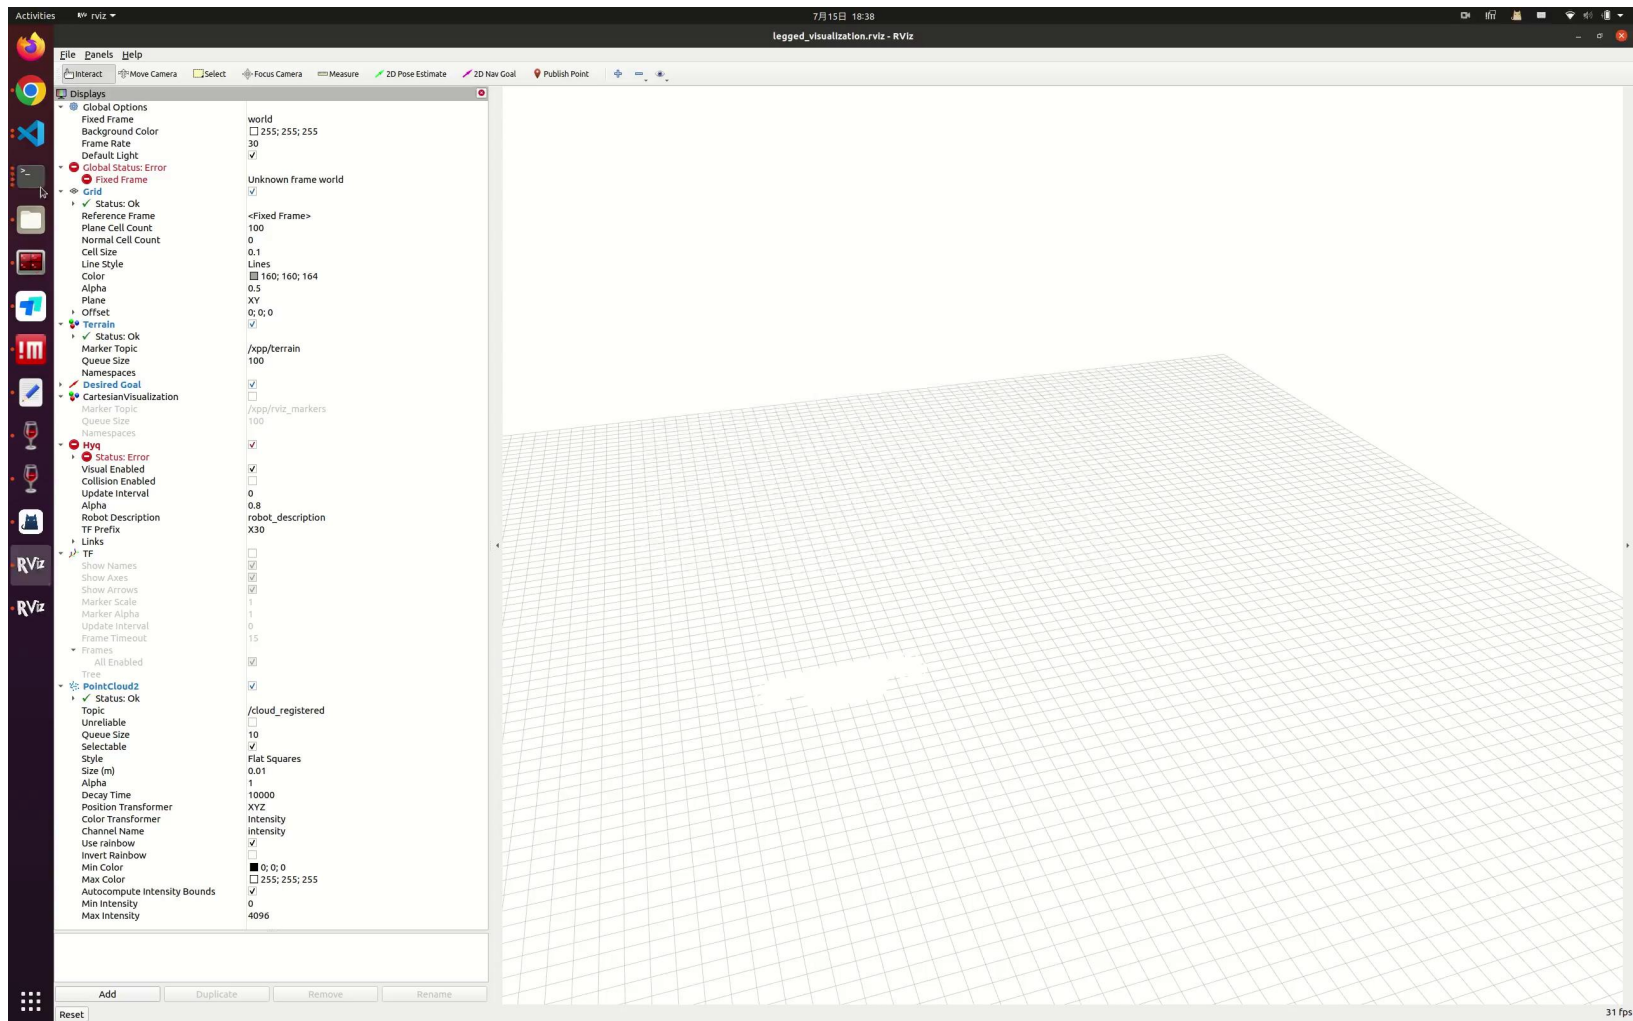 Activities rviz 7月15日 18:38
legged_visualization.rviz - RViz
File Panels Help
Interact Move Camera Select Focus Camera Measure 2D Pose Estimate 2D Nav Goal Publish Point
Displays
Global Options
Fixed Frame world
Background Color 255; 255; 255
Frame Rate 30
Default Light
Global Status: Error
Fixed Frame Unknown frame world
Grid
Status: Ok
Reference Frame <Fixed Frame>
Plane Cell Count 100
Normal Cell Count 0
Cell Size 0.1
Line Style Lines
Color 160; 160; 164
Alpha 0.5
Plane XY
Offset 0; 0; 0
Terrain
Status: Ok
Marker Topic /xpp/terrain
Queue Size 100
Namespaces
Desired Goal
CartesianVisualization
Marker Topic /xpp/rviz_markers
Queue Size 100
Namespaces
Hyq
Status: Error
Visual Enabled
Collision Enabled
Update Interval 0
Alpha 0.8
Robot Description robot_description
TF Prefix X30
Links
TF
Show Names
Show Axes
Show Arrows
Marker Scale 1
Marker Alpha 1
Update Interval 0
Frame Timeout 15
Frames
All Enabled
Tree
PointCloud2
Status: Ok
Topic /cloud_registered
Unreliable
Queue Size 10
Selectable
Style Flat Squares
Size (m) 0.01
Alpha 1
Decay Time 10000
Position Transformer XYZ
Color Transformer Intensity
Channel Name intensity
Use rainbow
Invert Rainbow
Min Color 0; 0; 0
Max Color 255; 255; 255
Autocompute Intensity Bounds
Min Intensity 0
Max Intensity 4096
Add Duplicate Remove Rename
Reset 31 fps
RViz
RViz